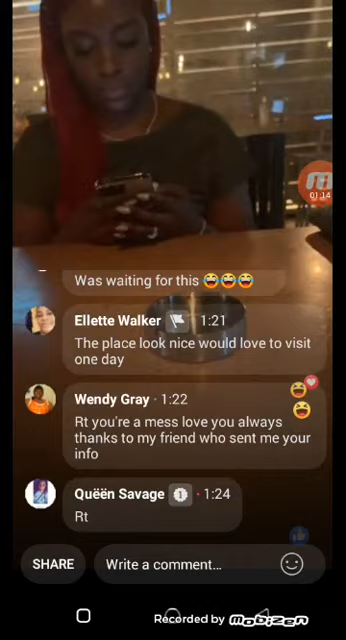 01:14
Was waiting for this 😂😂😂
Ellette Walker 1:21
The place look nice would love to visit
one day
Wendy Gray · 1:22
Rt you're a mess love you always
thanks to my friend who sent me your
info
Quëën Savage · 1:24
Rt
SHARE Write a comment...
Recorded by mobizen